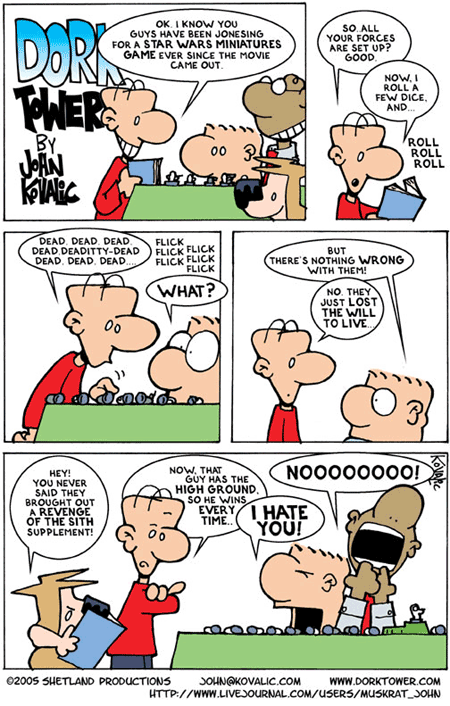 DORK
TOWER
BY
JOHN
KOVALIC
OK. I KNOW YOU
GUYS HAVE BEEN JONESING
FOR A STAR WARS MINIATURES
GAME EVER SINCE THE MOVIE
CAME OUT.
SO..ALL
YOUR FORCES
ARE SET UP?
GOOD.
NOW, I
ROLL A
FEW DICE,
AND...
ROLL
ROLL
ROLL
DEAD. DEAD. DEAD.
DEAD.DEADITTY-DEAD
DEAD. DEAD. DEAD....
FLICK
FLICK FLICK
FLICK FLICK
FLICK
WHAT?
BUT
THERE'S NOTHING WRONG
WITH THEM!
NO. THEY
JUST LOST
THE WILL
TO LIVE...
HEY!
YOU NEVER
SAID THEY
BROUGHT OUT
A REVENGE
OF THE SITH
SUPPLEMENT!
NOW, THAT
GUY HAS THE
HIGH GROUND,
SO HE WINS
EVERY
TIME..
I HATE
YOU!
NOOOOOOOO!
KOVALIC
©2005 SHETLAND PRODUCTIONS JOHN@KOVALIC.COM WWW.DORKTOWER.COM
HTTP://WWW.LIVEJOURNAL.COM/USERS/MUSKRAT_JOHN